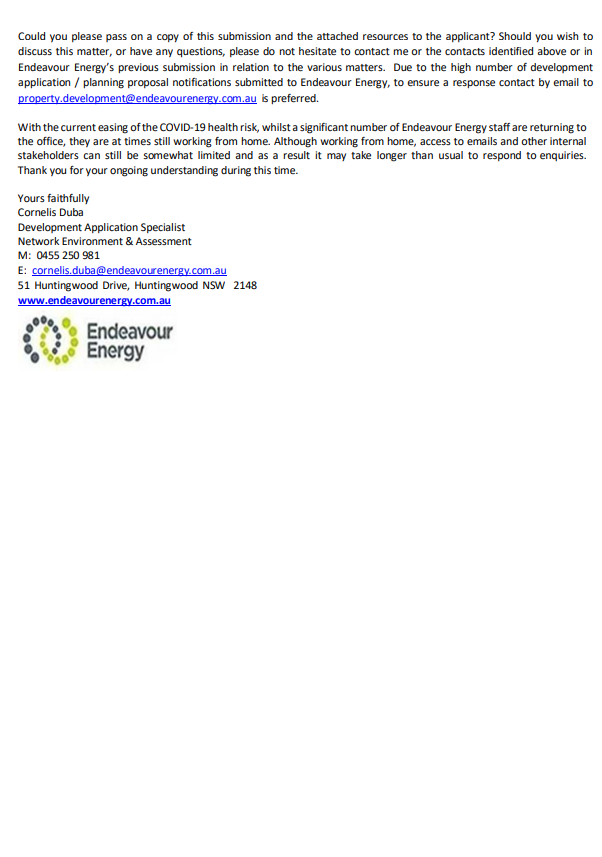 Could you please pass on a copy of this submission and the attached resources to the applicant? Should you wish to
discuss this matter, or have any questions, please do not hesitate to contact me or the contacts identified above or in
Endeavour Energy’s previous submission in relation to the various matters. Due to the high number of development
application / planning proposal notifications submitted to Endeavour Energy, to ensure a response contact by email to
property.development@endeavourenergy.com.au is preferred.
With the current easing of the COVID-19 health risk, whilst a significant number of Endeavour Energy staff are returning to
the office, they are at times still working from home. Although working from home, access to emails and other internal
stakeholders can still be somewhat limited and as a result it may take longer than usual to respond to enquiries.
Thank you for your ongoing understanding during this time.
Yours faithfully
Cornelis Duba
Development Application Specialist
Network Environment & Assessment
M: 0455 250 981
E: cornelis.duba@endeavourenergy.com.au
51 Huntingwood Drive, Huntingwood NSW 2148
www.endeavourenergy.com.au
Endeavour
Energy